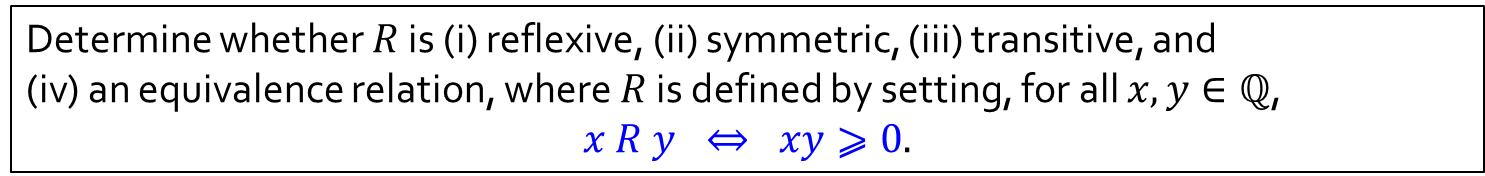 Determine whether 𝑅 is (i) reflexive, (ii) symmetric, (iii) transitive, and
(iv) an equivalence relation, where 𝑅 is defined by setting, for all 𝑥, 𝑦 ∈ ℚ,
𝑥 𝑅 𝑦 ⇔ 𝑥𝑦 ⩾ 0.